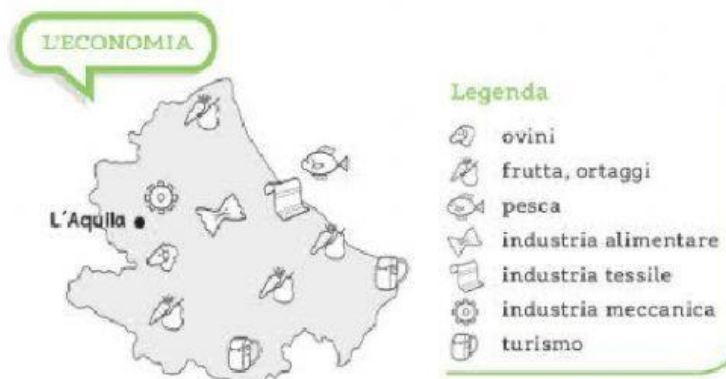 L'ECONOMIA
L'Aquila
Legenda
ovini
frutta, ortaggi
pesca
industria alimentare
industria tessile
industria meccanica
turismo